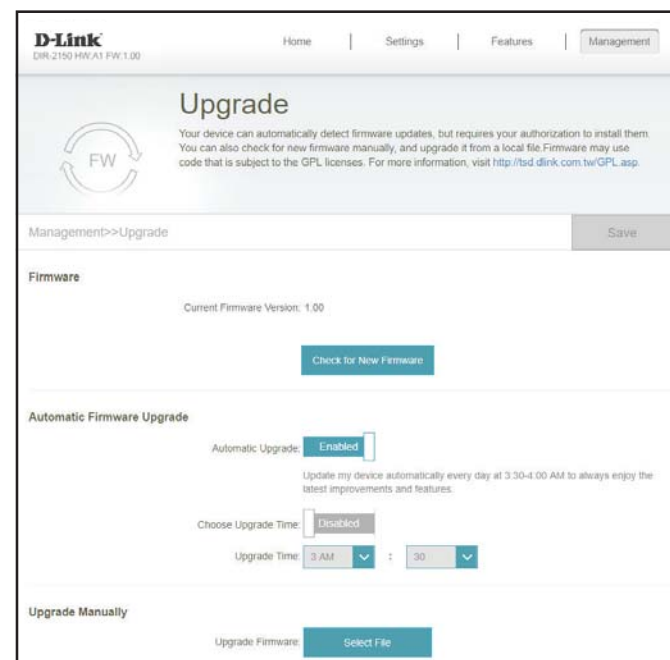 D-Link
DIR-2150 HW:A1 FW:1.00
Home | Settings | Features | Management
Upgrade
Your device can automatically detect firmware updates, but requires your authorization to install them.
You can also check for new firmware manually, and upgrade it from a local file.Firmware may use
code that is subject to the GPL licenses. For more information, visit http://tsd.dlink.com.tw/GPL.asp.
FW
Management>>Upgrade
Save
Firmware
Current Firmware Version: 1.00
Check for New Firmware
Automatic Firmware Upgrade
Automatic Upgrade: Enabled
Update my device automatically every day at 3:30-4:00 AM to always enjoy the
latest improvements and features.
Choose Upgrade Time: Disabled
Upgrade Time: 3 AM : 30
Upgrade Manually
Upgrade Firmware: Select File